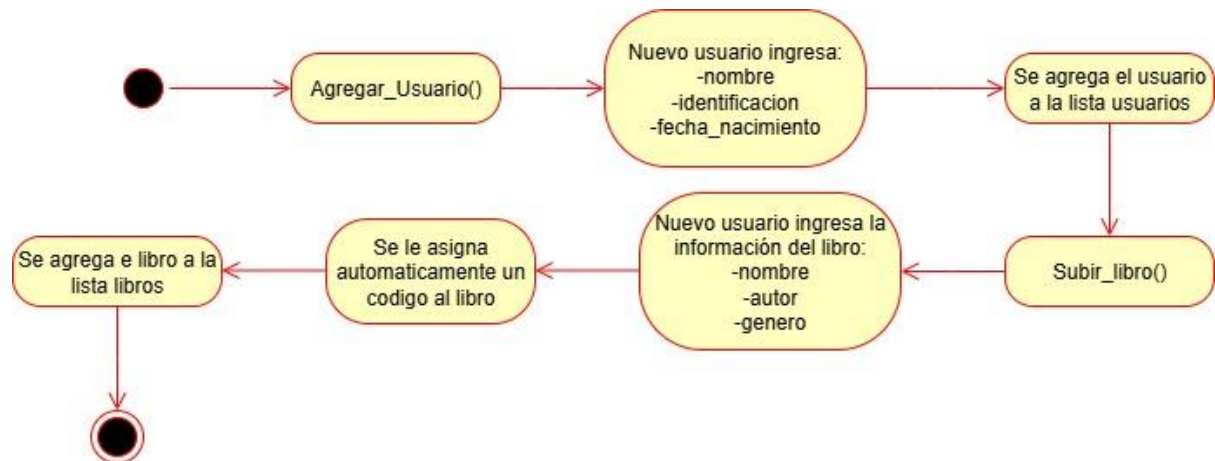 Agregar_Usuario()
Nuevo usuario ingresa:
-nombre
-identificacion
-fecha_nacimiento
Se agrega el usuario
a la lista usuarios
Subir_libro()
Nuevo usuario ingresa la
información del libro:
-nombre
-autor
-genero
Se le asigna
automaticamente un
codigo al libro
Se agrega e libro a la
lista libros